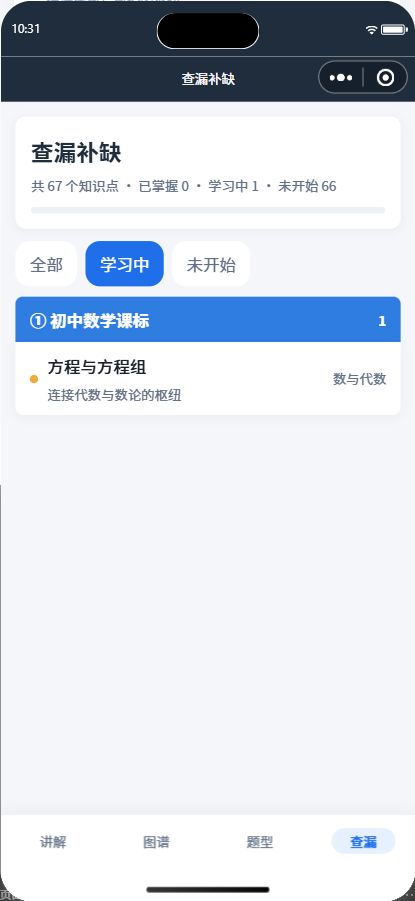 10:31
查漏补缺
查漏补缺
共 67 个知识点 · 已掌握 0 · 学习中 1 · 未开始 66
全部 学习中 未开始
① 初中数学课标 1
方程与方程组
连接代数与数论的枢纽
数与代数
讲解 图谱 题型 查漏